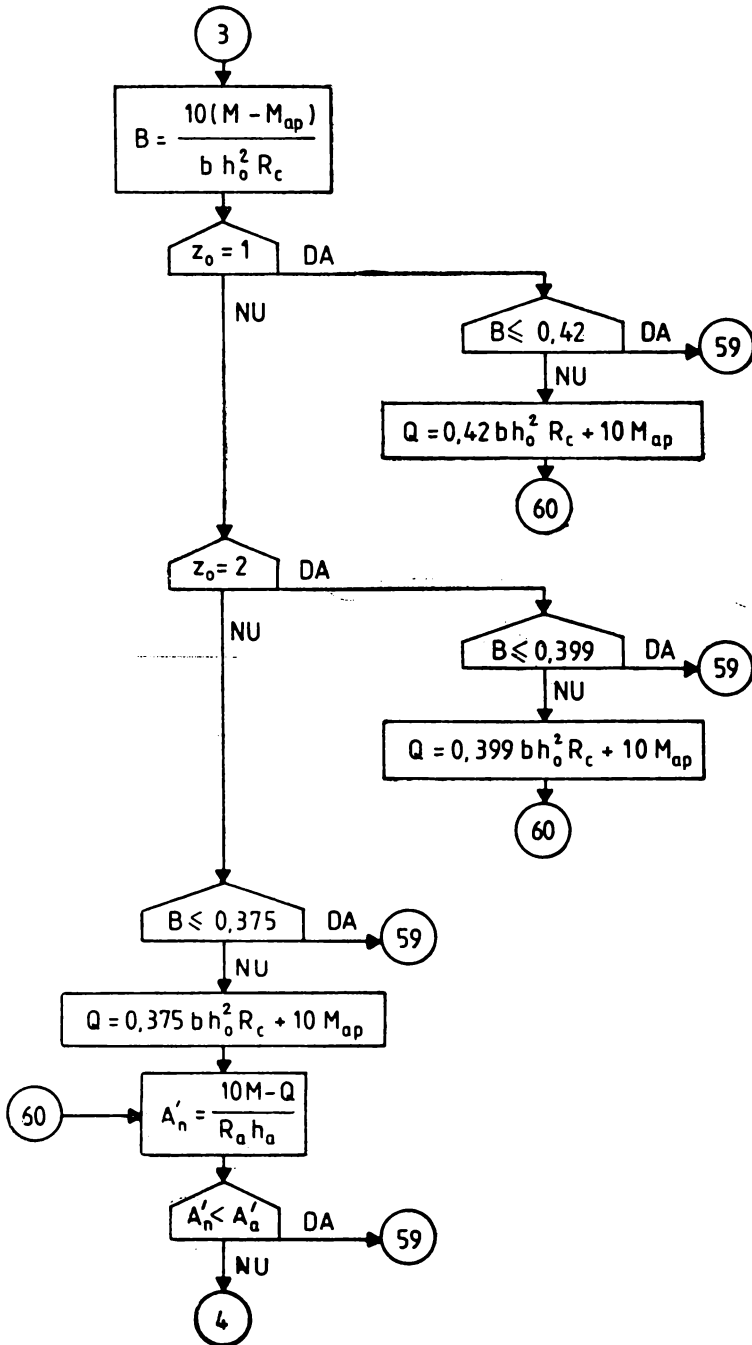 3
B = 10(M - M_ap) / b h_o^2 R_c
z_o = 1
DA
NU
B ≤ 0,42
DA
59
NU
Q = 0,42 b h_o^2 R_c + 10 M_ap
60
z_o = 2
DA
NU
B ≤ 0,399
DA
59
NU
Q = 0,399 b h_o^2 R_c + 10 M_ap
60
B ≤ 0,375
DA
59
NU
Q = 0,375 b h_o^2 R_c + 10 M_ap
60
A'_n = 10M - Q / R_a h_a
A'_n < A'_a
DA
59
NU
4